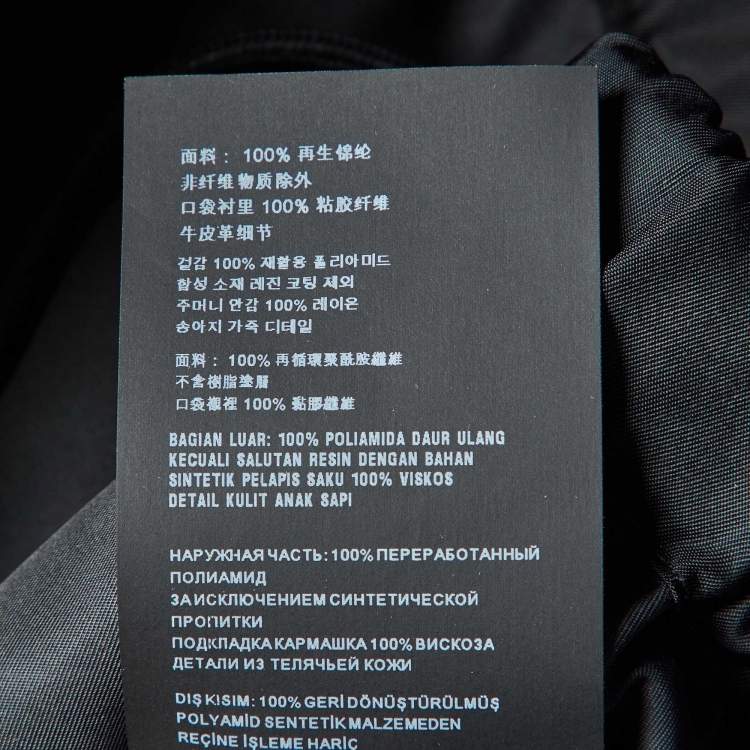 面料： 100% 再生锦纶
非纤维物质除外
口袋衬里 100% 粘胶纤维
牛皮革细节
겉감 100% 재활용 폴리아미드
합성 소재 레진 코팅 제외
주머니 안감 100% 레이온
송아지 가죽 디테일
面料： 100% 再循環聚酰胺纖維
不含樹脂塗層
口袋襯裡 100% 黏膠纖維
BAGIAN LUAR: 100% POLIAMIDA DAUR ULANG
KECUALI SALUTAN RESIN DENGAN BAHAN
SINTETIK PELAPIS SAKU 100% VISKOS
DETAIL KULIT ANAK SAPI
НАРУЖНАЯ ЧАСТЬ: 100% ПЕРЕРАБОТАННЫЙ
ПОЛИАМИД
ЗА ИСКЛЮЧЕНИЕМ СИНТЕТИЧЕСКОЙ
ПРОПИТКИ
ПОДКЛАДКА КАРМАШКА 100% ВИСКОЗА
ДЕТАЛИ ИЗ ТЕЛЯЧЬЕЙ КОЖИ
DIŞ KISIM: 100% GERİ DÖNÜŞTÜRÜLMÜŞ
POLYAMİD SENTETİK MALZEMEDEN
REÇİNE İŞLEME HARİÇ